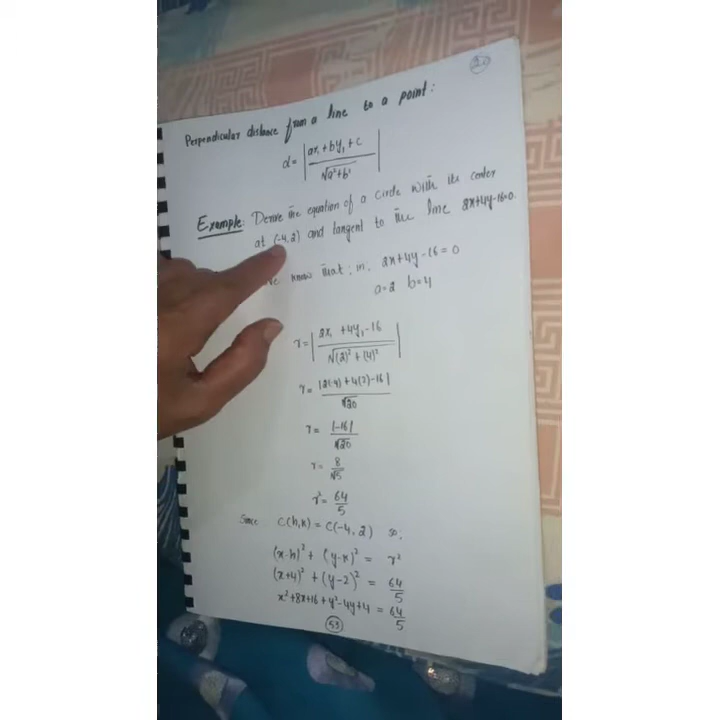 20
Perpendicular distance from a line to a point:
d = | ax₁ + by₁ + c / √a² + b² |
Example: Derive the equation of a circle with its center
at (-4, 2) and tangent to the line 2x+4y-16=0.
know that: in, 2x+4y-16=0
a=2 b=4
r = | 2x₁ + 4y₁ - 16 / √(2)² + (4)² |
r = |2(-4) + 4(2) - 16| / √20
r = |-16| / √20
r = 8 / √5
r² = 64 / 5
Since C(h,k) = C(-4, 2) so,
(x-h)² + (y-k)² = r²
(x+4)² + (y-2)² = 64 / 5
x² + 8x + 16 + y² - 4y + 4 = 64 / 5
53